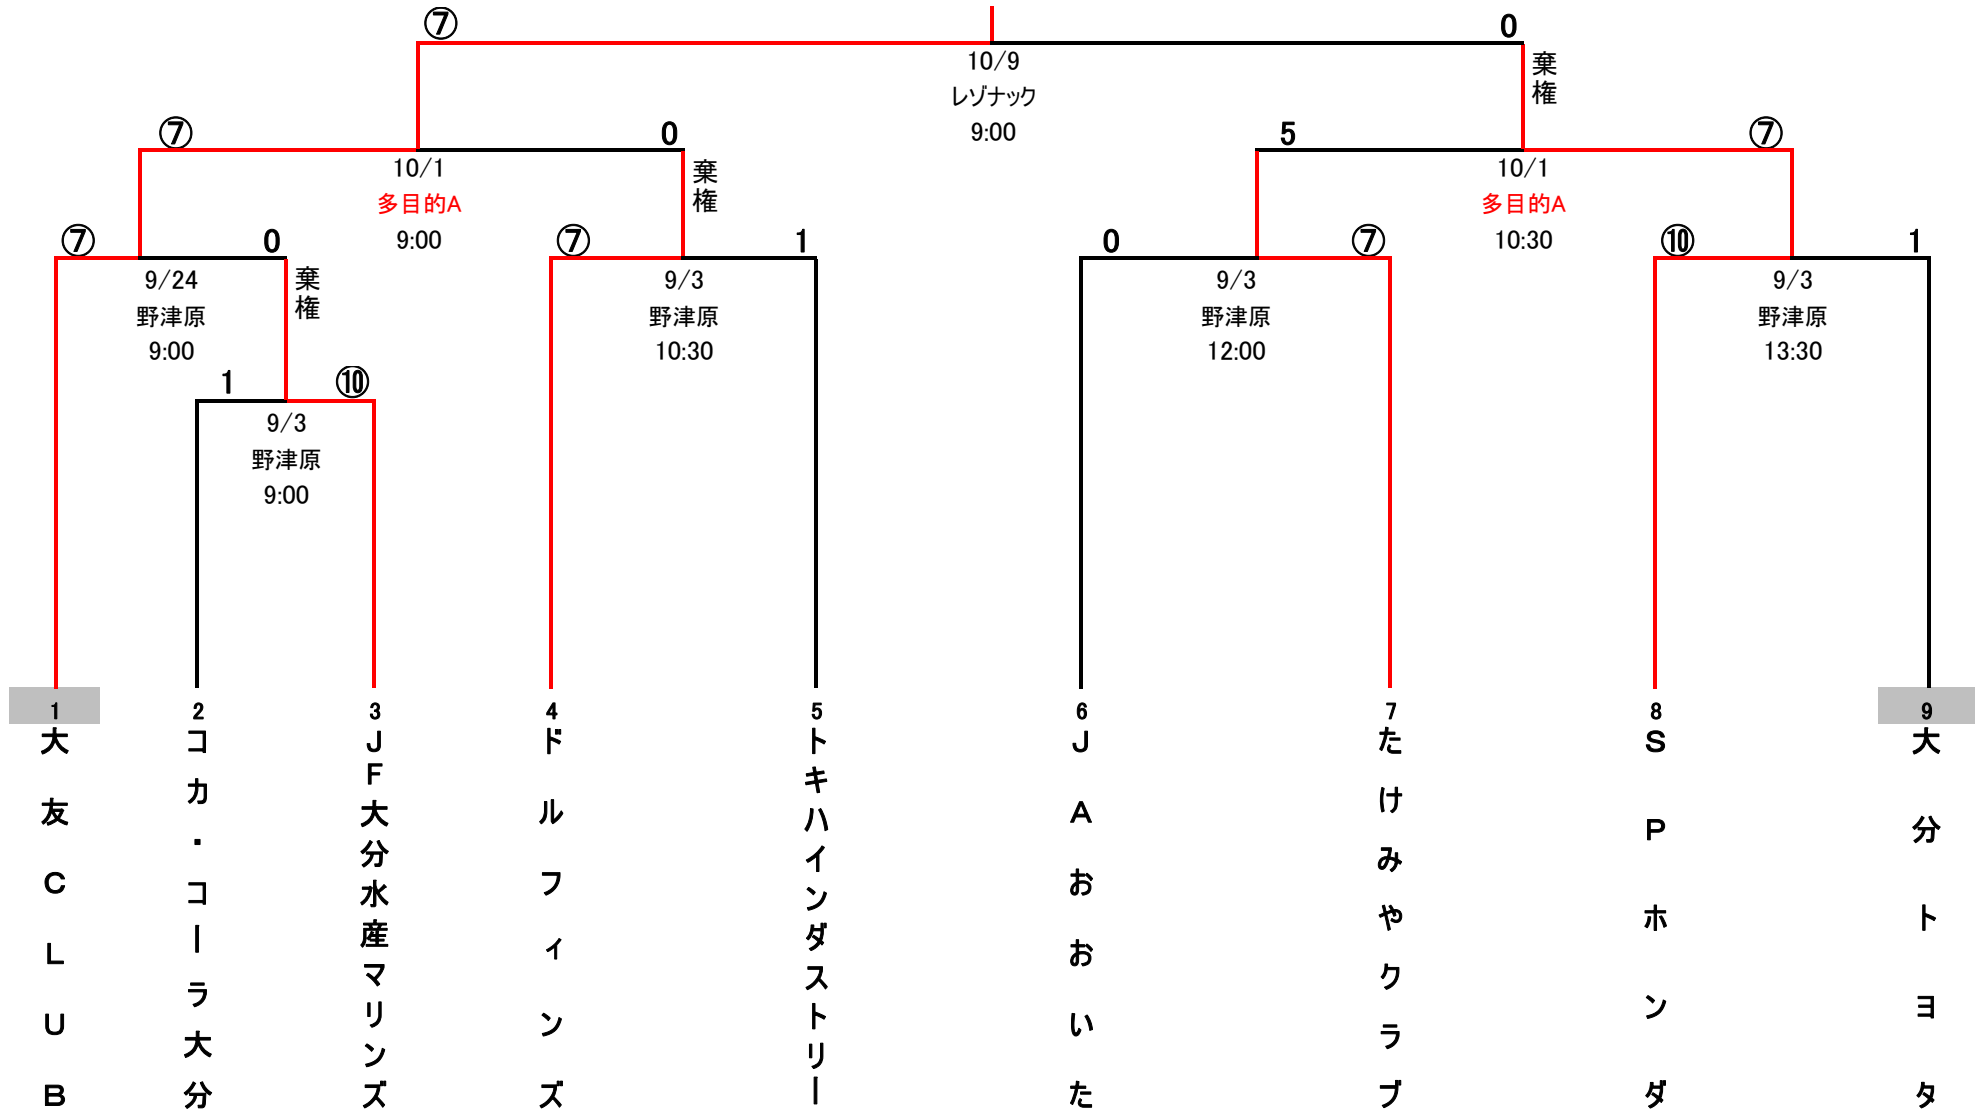 ⑦ 0
10/9
レゾナック
9:00
棄権
⑦ 0
10/1
多目的A
9:00
棄権
5 ⑦
10/1
多目的A
10:30
⑦ 0
9/24
野津原
9:00
棄権
⑦ 1
9/3
野津原
10:30
0 ⑦
9/3
野津原
12:00
⑩ 1
9/3
野津原
13:30
1 ⑩
9/3
野津原
9:00
1
大友CLUB
2
コカ・コーラ大分
3
JF大分水産マリンズ
4
ドルフィンズ
5
トキハインダストリー
6
JAおおいた
7
たけみやクラブ
8
SPホンダ
9
大分トヨタ